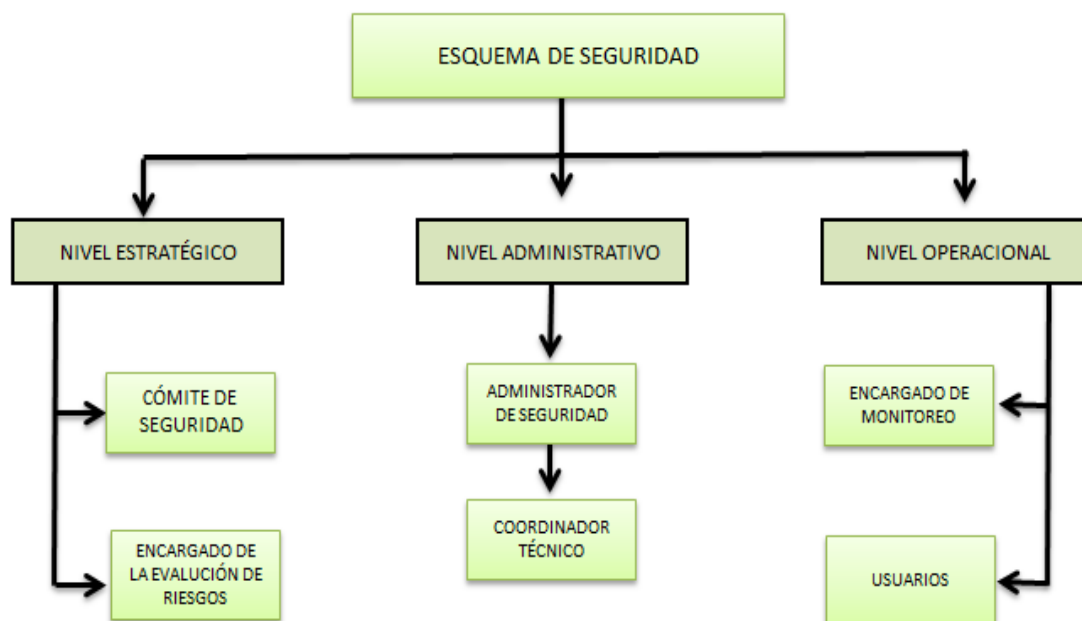 ESQUEMA DE SEGURIDAD
NIVEL ESTRATÉGICO
NIVEL ADMINISTRATIVO
NIVEL OPERACIONAL
CÓMITE DE
SEGURIDAD
ENCARGADO DE
LA EVALUCIÓN DE
RIESGOS
ADMINISTRADOR
DE SEGURIDAD
COORDINADOR
TÉCNICO
ENCARGADO DE
MONITOREO
USUARIOS